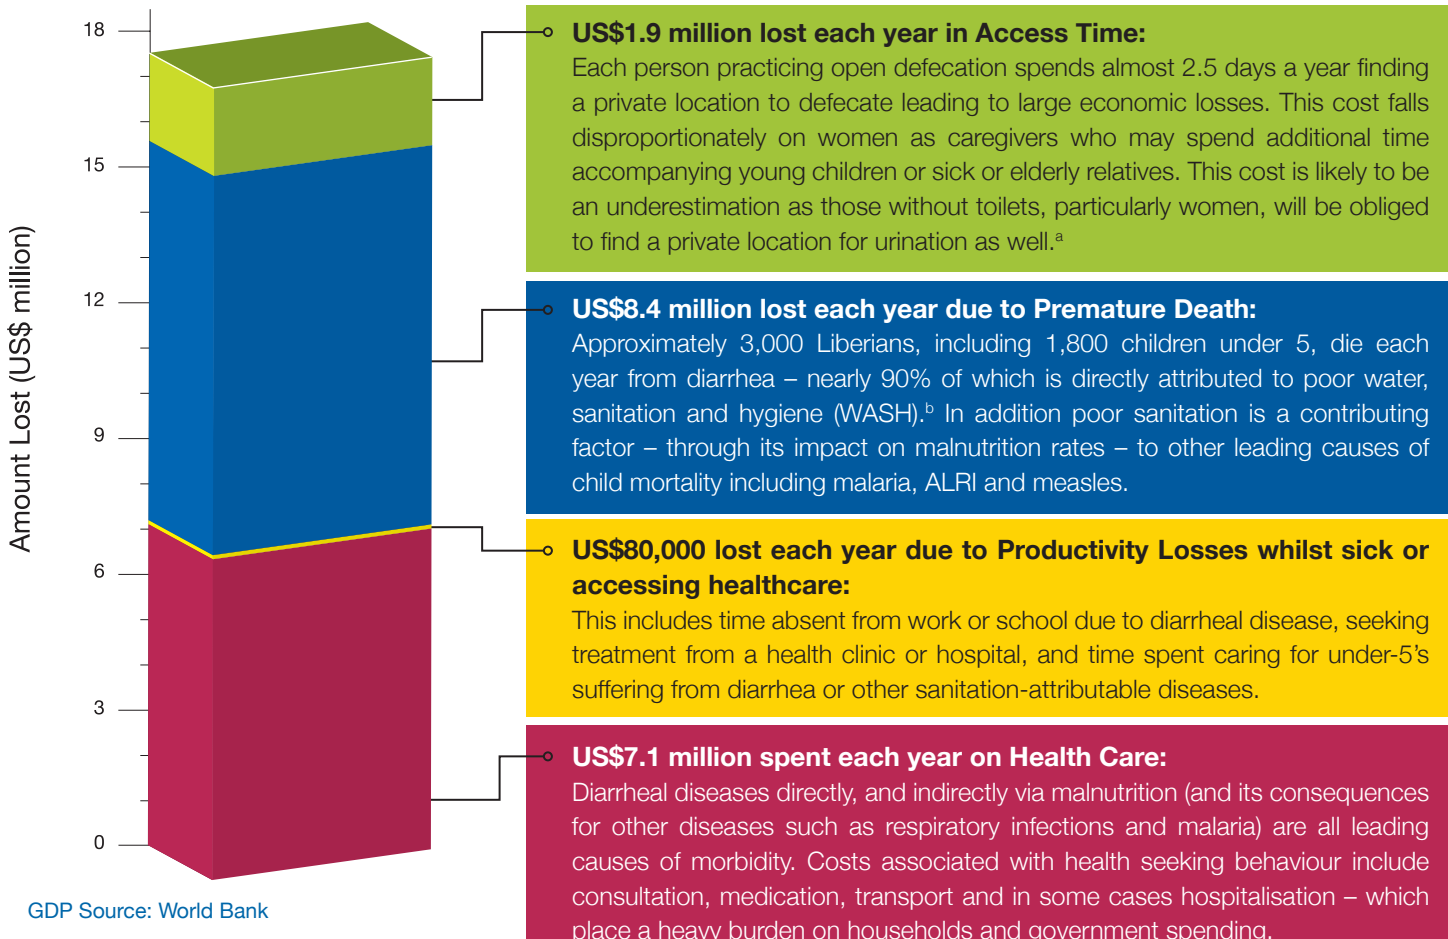 Amount Lost (US$ million)
18
15
12
9
6
3
0
GDP Source: World Bank
US$1.9 million lost each year in Access Time:
Each person practicing open defecation spends almost 2.5 days a year finding
a private location to defecate leading to large economic losses. This cost falls
disproportionately on women as caregivers who may spend additional time
accompanying young children or sick or elderly relatives. This cost is likely to be
an underestimation as those without toilets, particularly women, will be obliged
to find a private location for urination as well.ª
US$8.4 million lost each year due to Premature Death:
Approximately 3,000 Liberians, including 1,800 children under 5, die each
year from diarrhea – nearly 90% of which is directly attributed to poor water,
sanitation and hygiene (WASH).ᵇ In addition poor sanitation is a contributing
factor – through its impact on malnutrition rates – to other leading causes of
child mortality including malaria, ALRI and measles.
US$80,000 lost each year due to Productivity Losses whilst sick or
accessing healthcare:
This includes time absent from work or school due to diarrheal disease, seeking
treatment from a health clinic or hospital, and time spent caring for under-5’s
suffering from diarrhea or other sanitation-attributable diseases.
US$7.1 million spent each year on Health Care:
Diarrheal diseases directly, and indirectly via malnutrition (and its consequences
for other diseases such as respiratory infections and malaria) are all leading
causes of morbidity. Costs associated with health seeking behaviour include
consultation, medication, transport and in some cases hospitalisation – which
place a heavy burden on households and government spending.